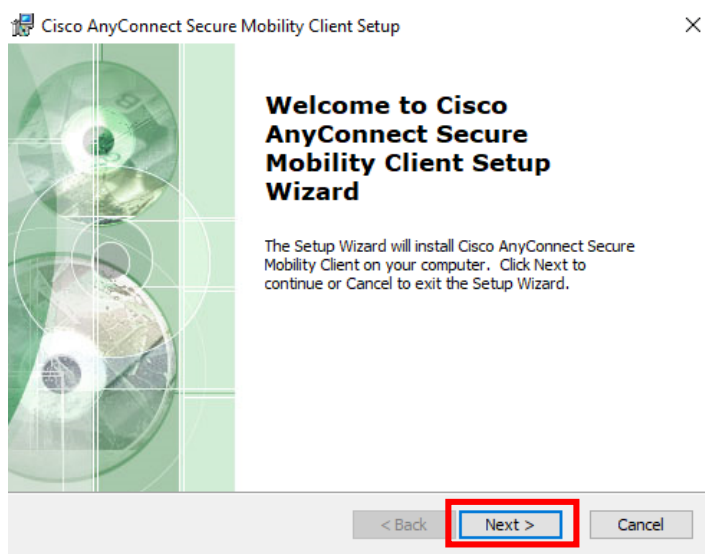 Cisco AnyConnect Secure Mobility Client Setup
Welcome to Cisco
AnyConnect Secure
Mobility Client Setup
Wizard
The Setup Wizard will install Cisco AnyConnect Secure
Mobility Client on your computer. Click Next to
continue or Cancel to exit the Setup Wizard.
< Back Next > Cancel